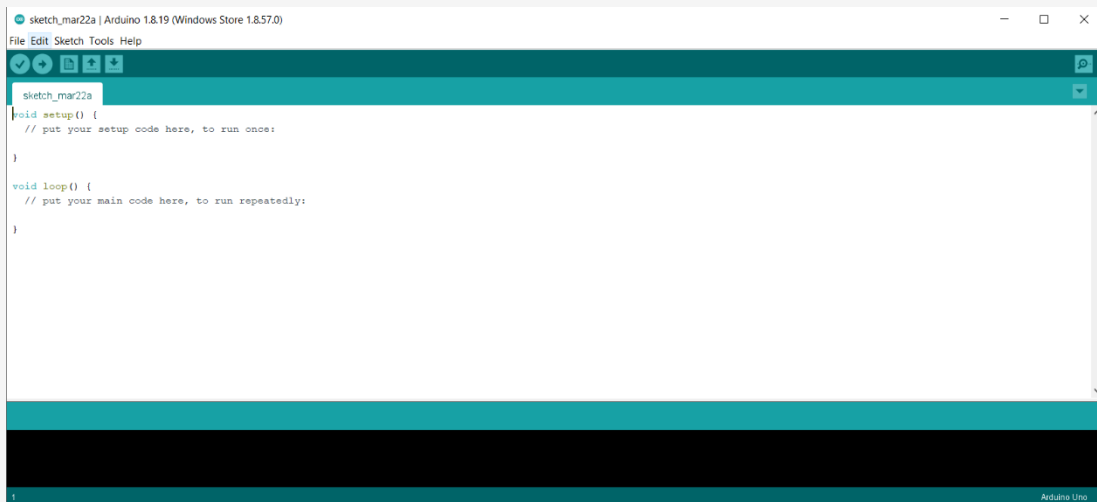 sketch_mar22a | Arduino 1.8.19 (Windows Store 1.8.57.0)
File Edit Sketch Tools Help
sketch_mar22a
void setup() {
  // put your setup code here, to run once:
}
void loop() {
  // put your main code here, to run repeatedly:
}
1
Arduino Uno